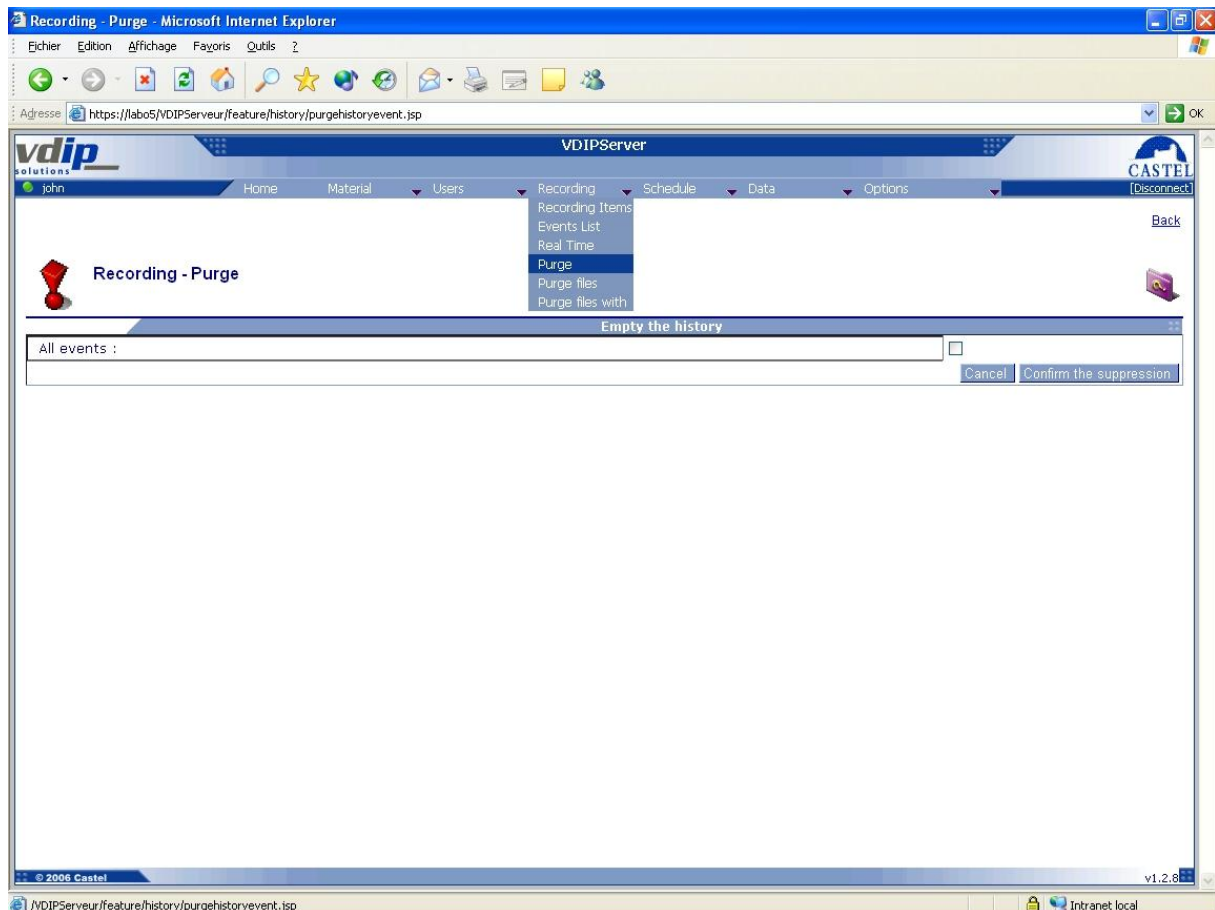 Recording - Purge - Microsoft Internet Explorer
Fichier Edition Affichage Favoris Outils ?
Adresse https://labo5/VDIPServeur/feature/history/purgehistoryevent.jsp OK
vdip solutions
VDIPServer
CASTEL
john Home Material Users Recording Schedule Data Options [Disconnect]
Recording Items
Events List
Real Time
Purge
Purge files
Purge files with
Back
Recording - Purge
Empty the history
All events :
Cancel Confirm the suppression
© 2006 Castel v1.2.8
/VDIPServeur/feature/history/purgehistoryevent.jsp Intranet local